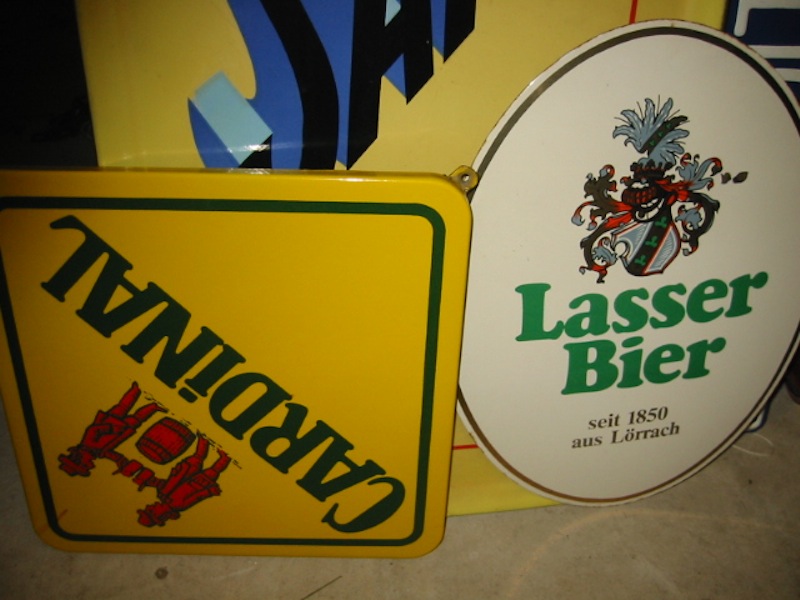 CARDINAL
Lasser
Bier
seit 1850
aus Lörrach